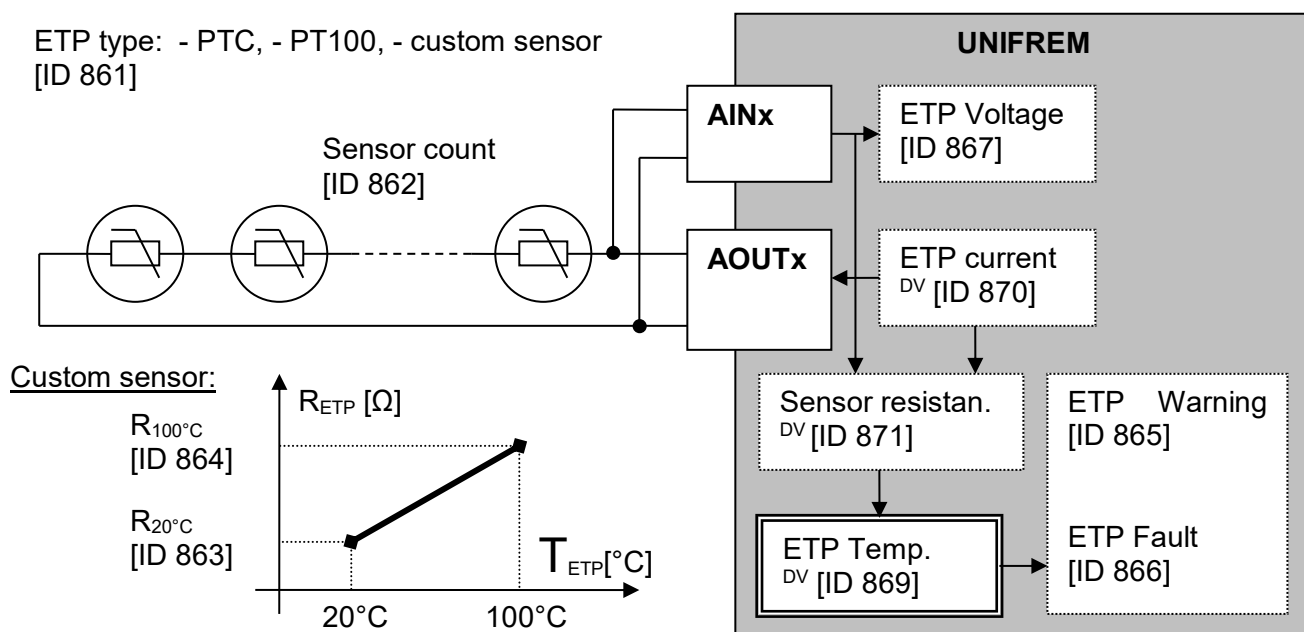 ETP type: - PTC, - PT100, - custom sensor
[ID 861]
UNIFREM
AINx
ETP Voltage
[ID 867]
Sensor count
[ID 862]
AOUTx
ETP current
DV [ID 870]
Custom sensor:
RETP [Ω]
R100°C
[ID 864]
R20°C
[ID 863]
TETP[°C]
20°C
100°C
Sensor resistan.
DV [ID 871]
ETP Warning
[ID 865]
ETP Temp.
DV [ID 869]
ETP Fault
[ID 866]